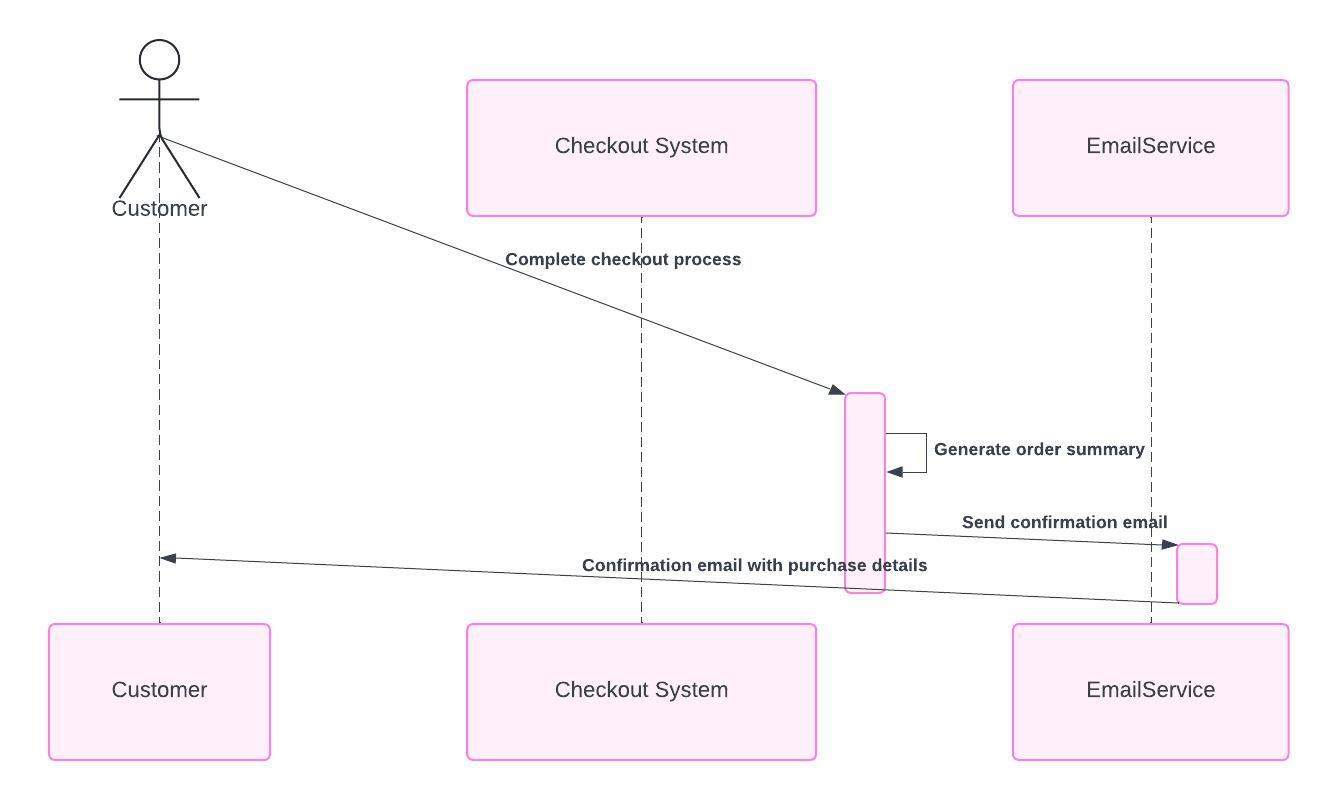 Checkout System
EmailService
Customer
Complete checkout process
Generate order summary
Send confirmation email
Confirmation email with purchase details
Customer
Checkout System
EmailService